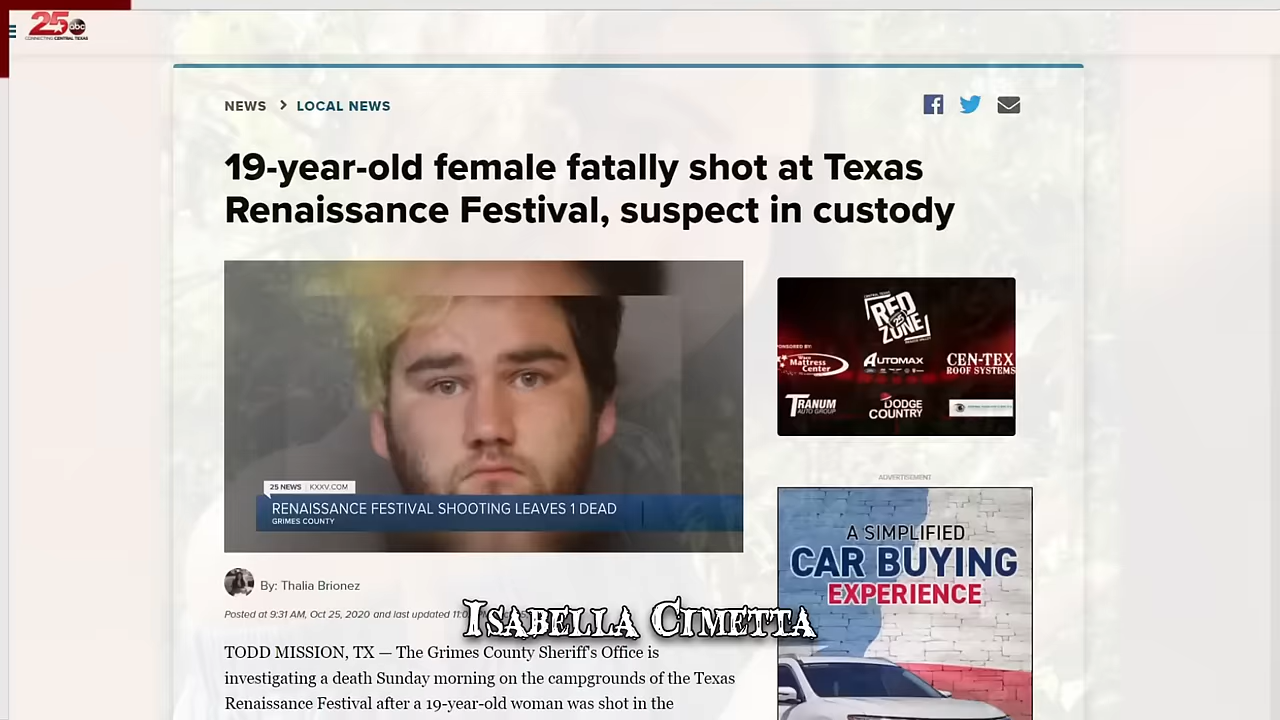 25 abc
CONNECTING CENTRAL TEXAS
NEWS > LOCAL NEWS
19-year-old female fatally shot at Texas
Renaissance Festival, suspect in custody
25 NEWS KXXV.COM
RENAISSANCE FESTIVAL SHOOTING LEAVES 1 DEAD
GRIMES COUNTY
RED
25
ZONE
SPONSORED BY:
Mattress
Center
AUTOMAX
CEN-TEX
ROOF SYSTEMS
TRANUM
AUTO GROUP
DODGE
COUNTRY
ADVERTISEMENT
A SIMPLIFIED
CAR BUYING
EXPERIENCE
By: Thalia Brionez
Posted at 9:31 AM, Oct 25, 2020 and last updated
ISABELLA CIMETTA
TODD MISSION, TX — The Grimes County Sheriff's Office is
investigating a death Sunday morning on the campgrounds of the Texas
Renaissance Festival after a 19-year-old woman was shot in the